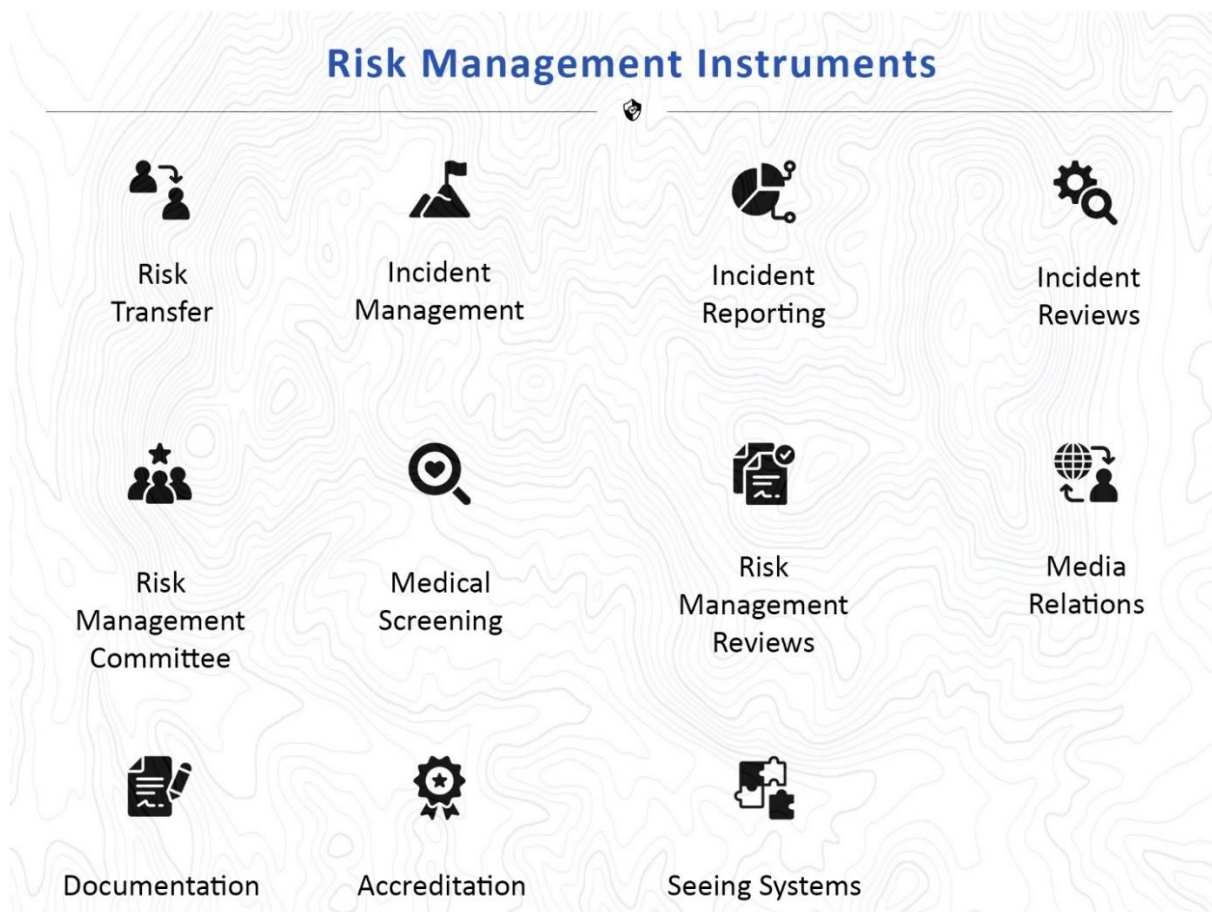 Risk Management Instruments
Risk
Transfer
Incident
Management
Incident
Reporting
Incident
Reviews
Risk
Management
Committee
Medical
Screening
Risk
Management
Reviews
Media
Relations
Documentation
Accreditation
Seeing Systems